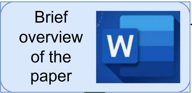 Brief
overview
of the
paper
W